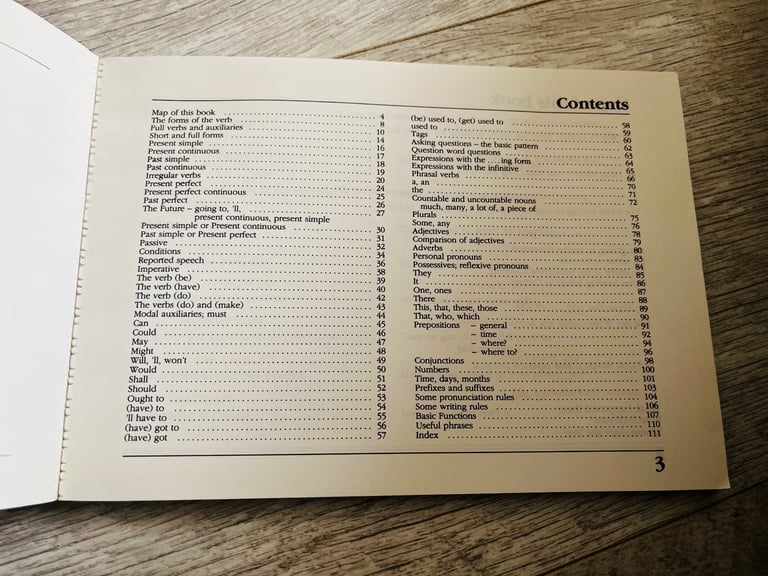 Contents
Map of this book 4
The forms of the verb 8
Full verbs and auxiliaries 10
Short and full forms 14
Present simple 16
Present continuous 17
Past simple 18
Past continuous 19
Irregular verbs 20
Present perfect 24
Present perfect continuous 25
Past perfect 26
The Future – going to, 'll, 27
present continuous, present simple
Present simple or Present continuous 30
Past simple or Present perfect 31
Passive 32
Conditions 34
Reported speech 36
Imperative 38
The verb (be) 39
The verb (have) 40
The verb (do) 42
The verbs (do) and (make) 43
Modal auxiliaries; must 44
Can 45
Could 46
May 47
Might 48
Will, 'll, won't 49
Would 50
Shall 51
Should 52
Ought to 53
(have) to 54
'll have to 55
(have) got to 56
(have) got 57
(be) used to, (get) used to 58
used to 59
Tags 60
Asking questions – the basic pattern 62
Question word questions 63
Expressions with the ....ing form 64
Expressions with the infinitive 65
Phrasal verbs 66
a, an 70
the 71
Countable and uncountable nouns 72
much, many, a lot of, a piece of
Plurals 75
Some, any 76
Adjectives 78
Comparison of adjectives 79
Adverbs 80
Personal pronouns 83
Possessives; reflexive pronouns 84
They 85
It 86
One, ones 87
There 88
This, that, these, those 89
That, who, which 90
Prepositions – general 91
– time 92
– where? 94
– where to? 96
Conjunctions 98
Numbers 100
Time, days, months 101
Prefixes and suffixes 103
Some pronunciation rules 104
Some writing rules 106
Basic Functions 107
Useful phrases 110
Index 111
3